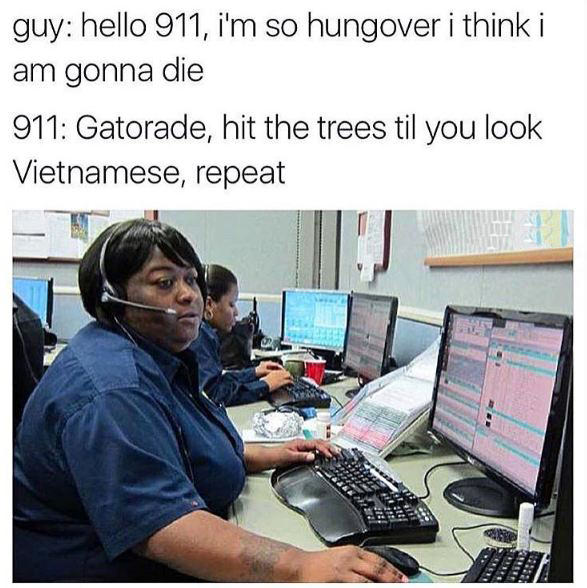 guy: hello 911, i'm so hungover i think i
am gonna die
911: Gatorade, hit the trees til you look
Vietnamese, repeat